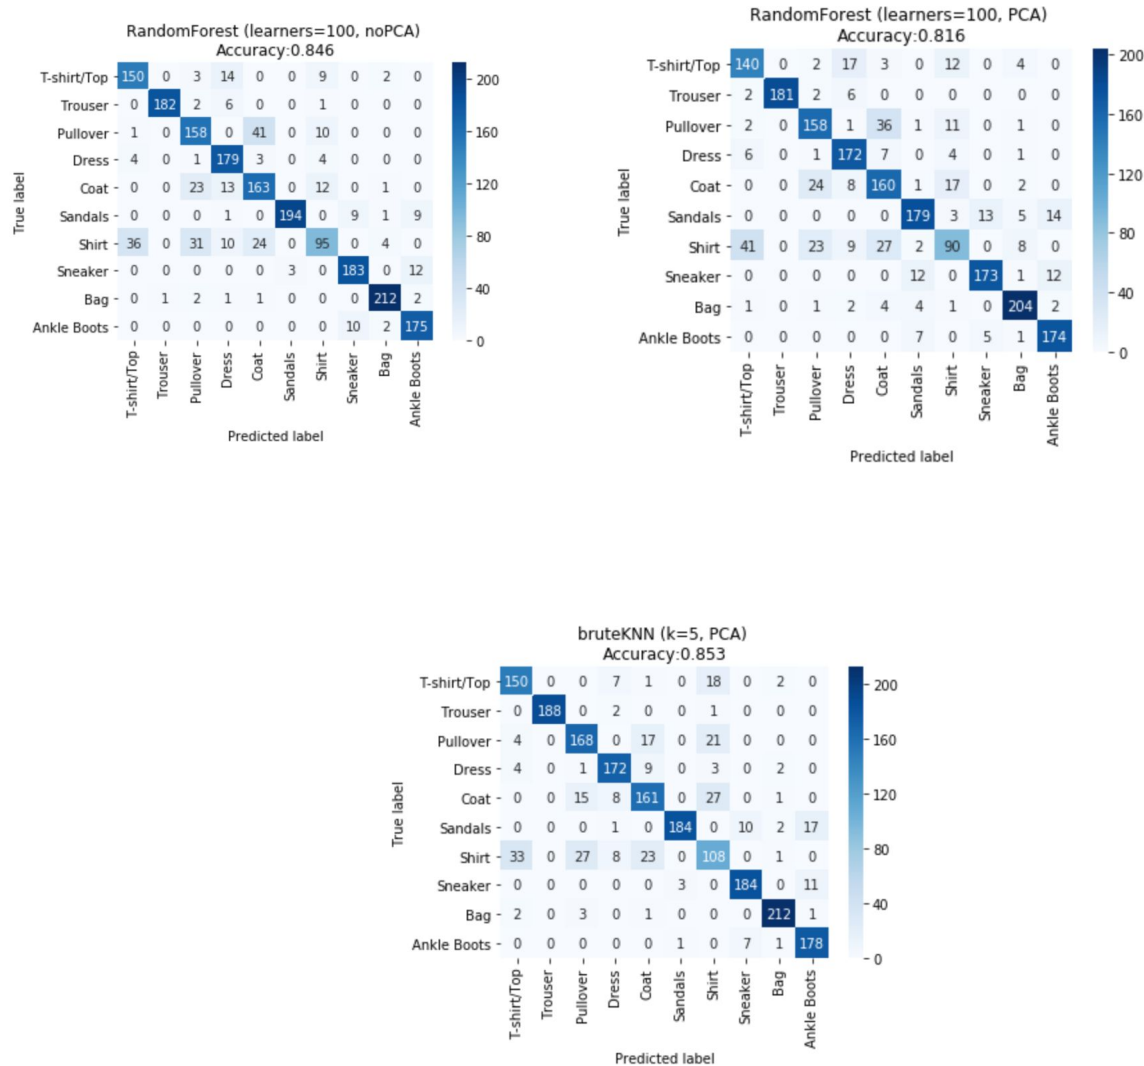 RandomForest (learners=100, noPCA)
Accuracy:0.846
T-shirt/Top 150 0 3 14 0 0 9 0 2 0
Trouser 0 182 2 6 0 0 1 0 0 0
Pullover 1 0 158 0 41 0 10 0 0 0
Dress 4 0 1 179 3 0 4 0 0 0
Coat 0 0 23 13 163 0 12 0 1 0
Sandals 0 0 0 1 0 194 0 9 1 9
Shirt 36 0 31 10 24 0 95 0 4 0
Sneaker 0 0 0 0 0 3 0 183 0 12
Bag 0 1 2 1 1 0 0 0 212 2
Ankle Boots 0 0 0 0 0 0 0 10 2 175
True label
T-shirt/Top Trouser Pullover Dress Coat Sandals Shirt Sneaker Bag Ankle Boots
Predicted label
200
160
120
80
40
0
RandomForest (learners=100, PCA)
Accuracy:0.816
T-shirt/Top 140 0 2 17 3 0 12 0 4 0
Trouser 2 181 2 6 0 0 0 0 0 0
Pullover 2 0 158 1 36 1 11 0 1 0
Dress 6 0 1 172 7 0 4 0 1 0
Coat 0 0 24 8 160 1 17 0 2 0
Sandals 0 0 0 0 0 179 3 13 5 14
Shirt 41 0 23 9 27 2 90 0 8 0
Sneaker 0 0 0 0 0 12 0 173 1 12
Bag 1 0 1 2 4 4 1 0 204 2
Ankle Boots 0 0 0 0 0 7 0 5 1 174
True label
T-shirt/Top Trouser Pullover Dress Coat Sandals Shirt Sneaker Bag Ankle Boots
Predicted label
200
160
120
80
40
0
bruteKNN (k=5, PCA)
Accuracy:0.853
T-shirt/Top 150 0 0 7 1 0 18 0 2 0
Trouser 0 188 0 2 0 0 1 0 0 0
Pullover 4 0 168 0 17 0 21 0 0 0
Dress 4 0 1 172 9 0 3 0 2 0
Coat 0 0 15 8 161 0 27 0 1 0
Sandals 0 0 0 1 0 184 0 10 2 17
Shirt 33 0 27 8 23 0 108 0 1 0
Sneaker 0 0 0 0 0 3 0 184 0 11
Bag 2 0 3 0 1 0 0 0 212 1
Ankle Boots 0 0 0 0 0 1 0 7 1 178
True label
T-shirt/Top Trouser Pullover Dress Coat Sandals Shirt Sneaker Bag Ankle Boots
Predicted label
200
160
120
80
40
0